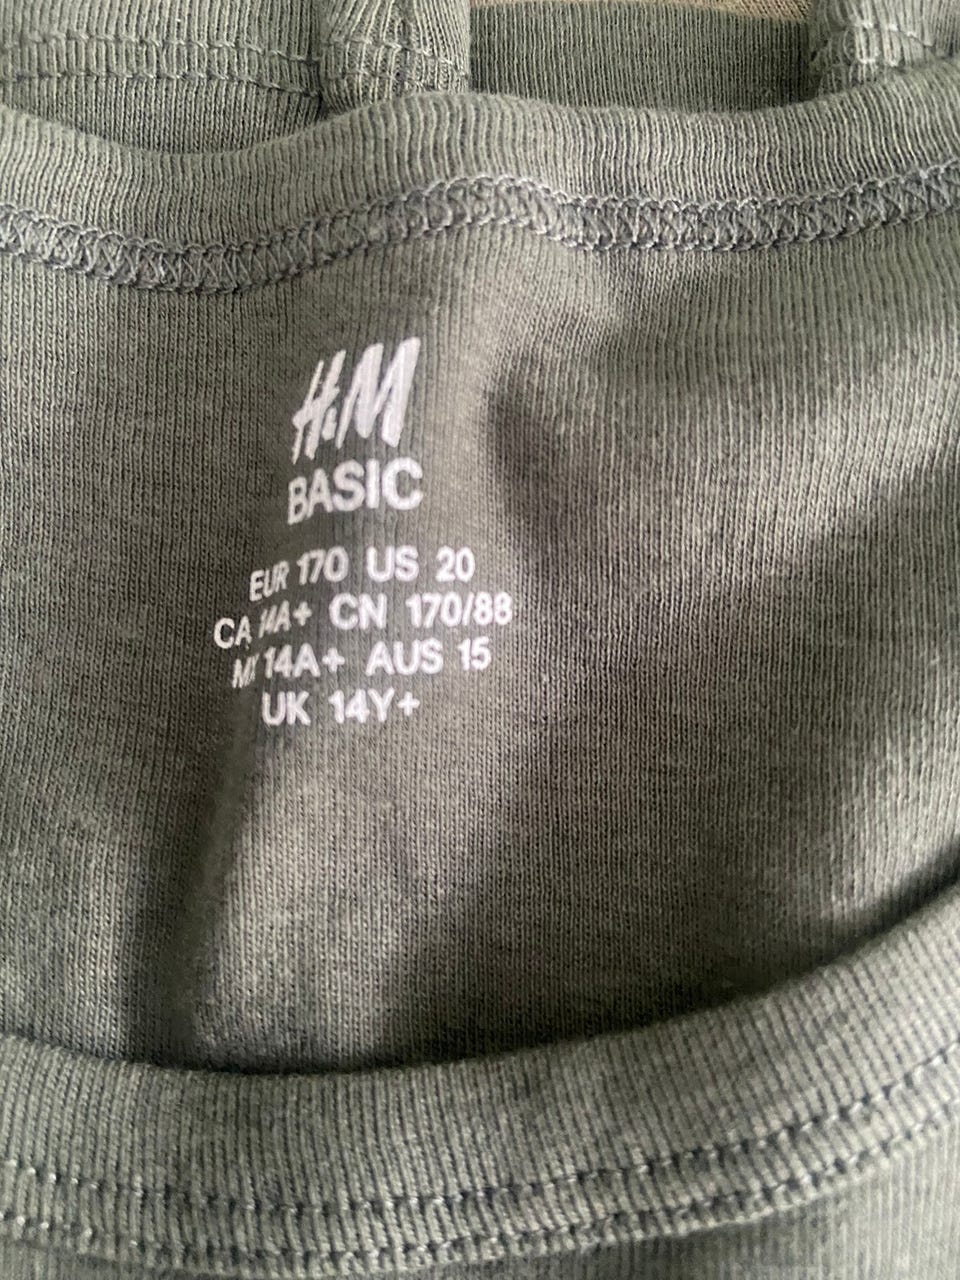 H&M
BASIC
EUR 170 US 20
CA 14A+ CN 170/88
MX 14A+ AUS 15
UK 14Y+